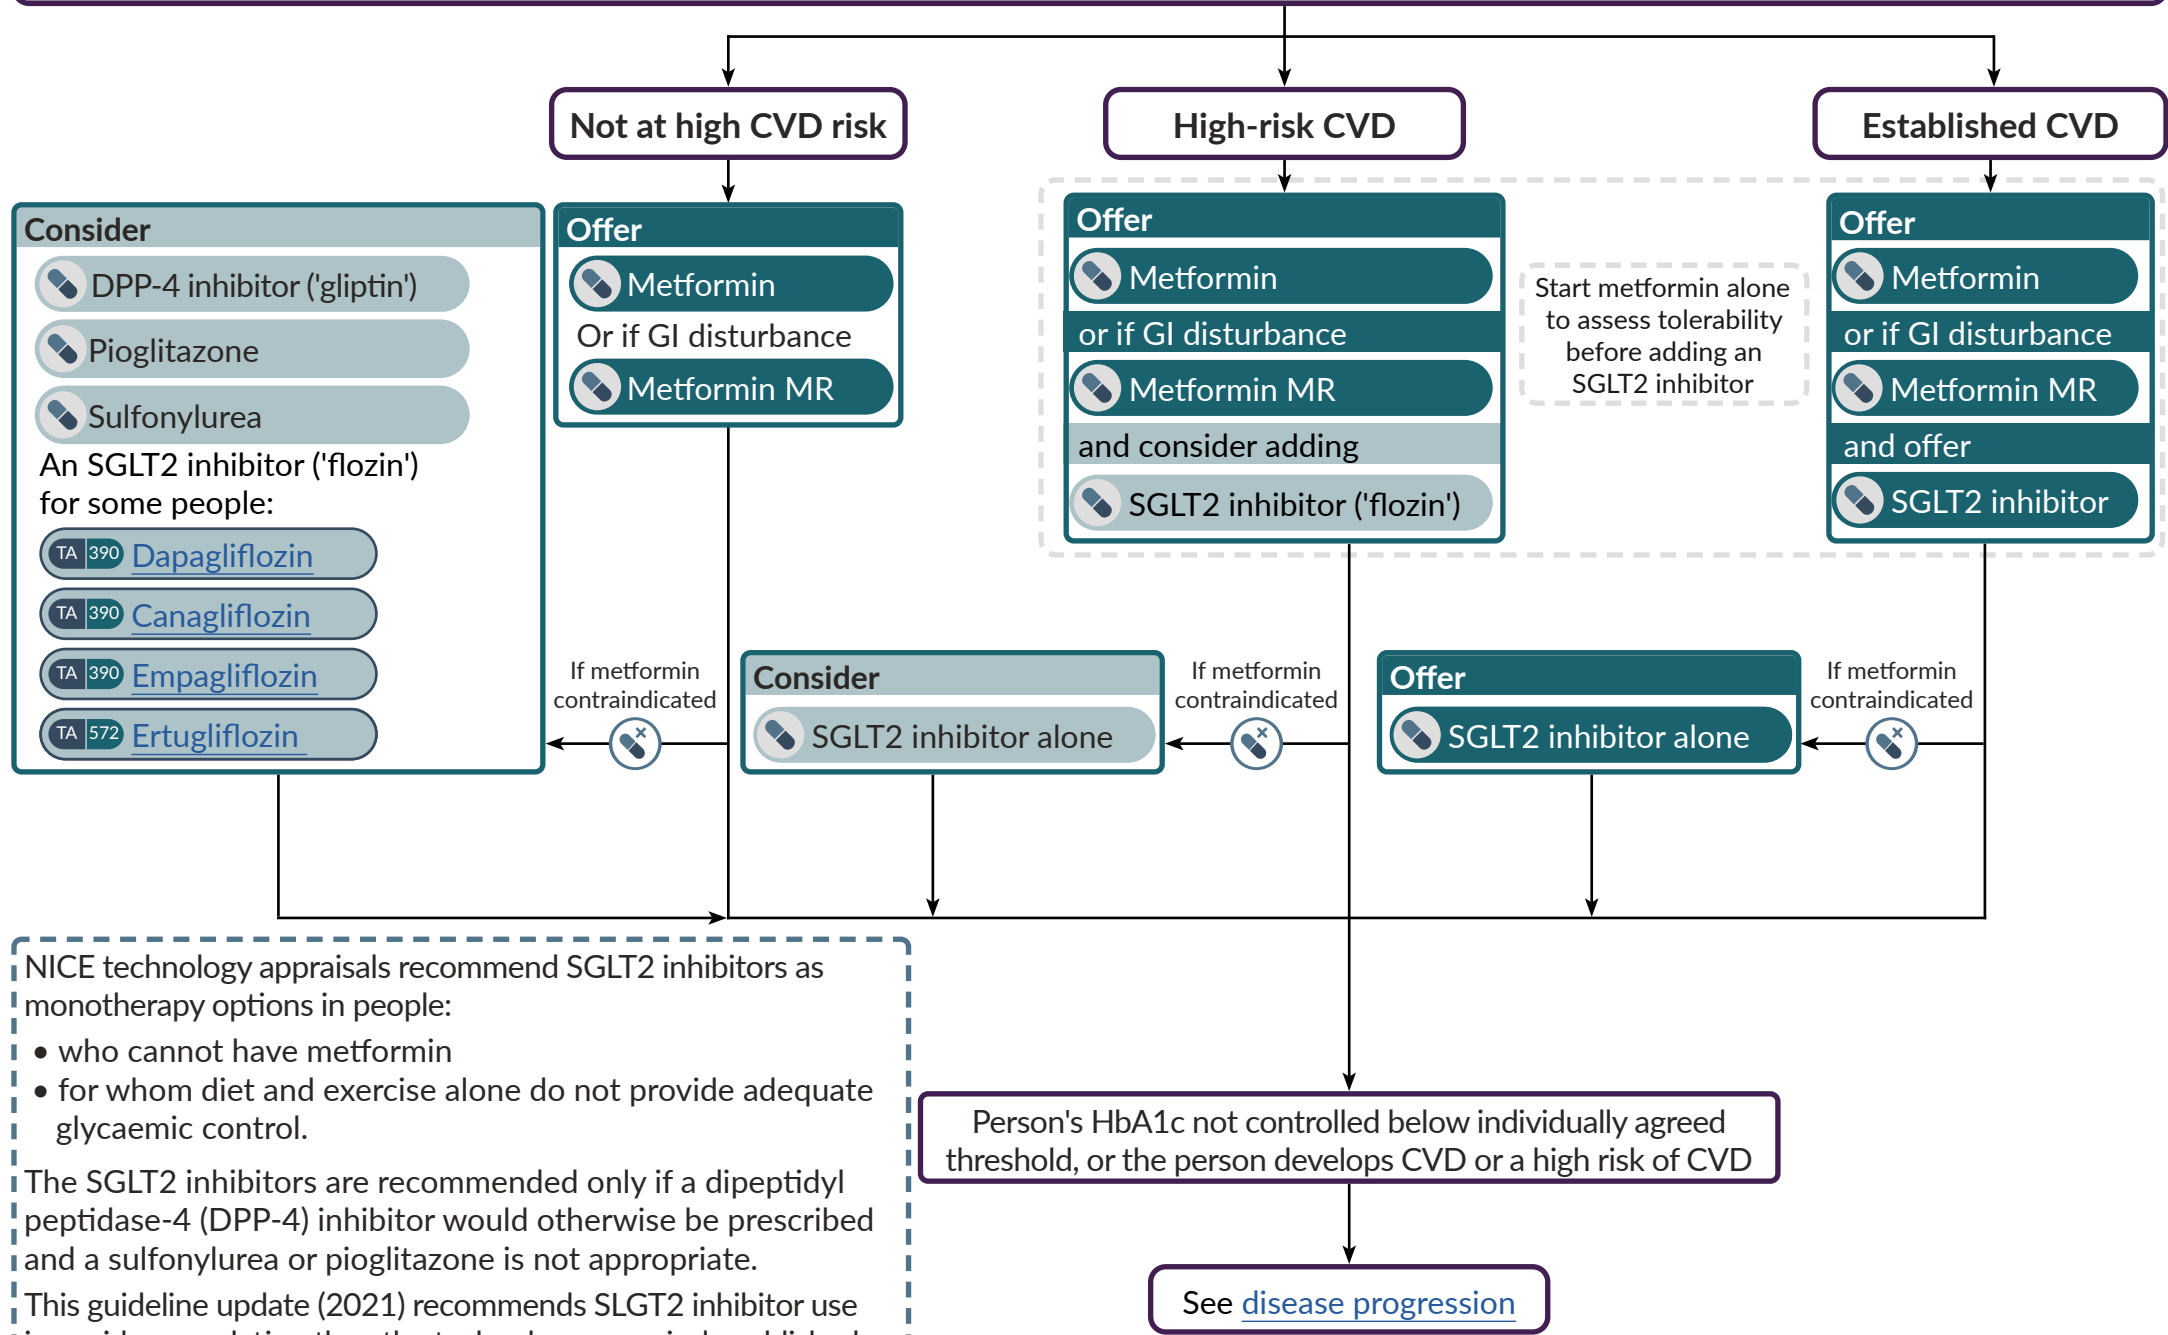 Not at high CVD risk
High-risk CVD
Established CVD
Consider
DPP-4 inhibitor ('gliptin')
Pioglitazone
Sulfonylurea
An SGLT2 inhibitor ('flozin')
for some people:
TA 390 Dapagliflozin
TA 390 Canagliflozin
TA 390 Empagliflozin
TA 572 Ertugliflozin
Offer
Metformin
Or if GI disturbance
Metformin MR
If metformin
contraindicated
Offer
Metformin
or if GI disturbance
Metformin MR
and consider adding
SGLT2 inhibitor ('flozin')
Start metformin alone
to assess tolerability
before adding an
SGLT2 inhibitor
Offer
Metformin
or if GI disturbance
Metformin MR
and offer
SGLT2 inhibitor
Consider
SGLT2 inhibitor alone
If metformin
contraindicated
Offer
SGLT2 inhibitor alone
If metformin
contraindicated
NICE technology appraisals recommend SGLT2 inhibitors as
monotherapy options in people:
• who cannot have metformin
• for whom diet and exercise alone do not provide adequate
glycaemic control.
The SGLT2 inhibitors are recommended only if a dipeptidyl
peptidase-4 (DPP-4) inhibitor would otherwise be prescribed
and a sulfonylurea or pioglitazone is not appropriate.
This guideline update (2021) recommends SLGT2 inhibitor use
Person's HbA1c not controlled below individually agreed
threshold, or the person develops CVD or a high risk of CVD
See disease progression